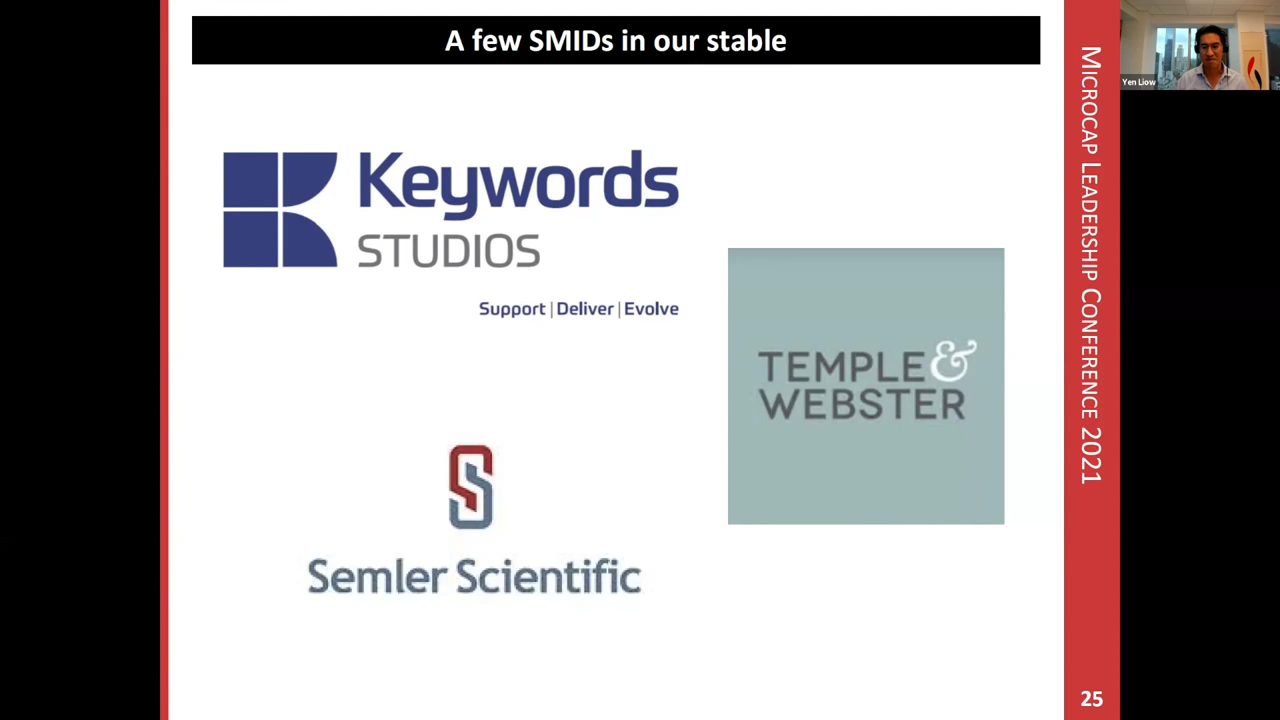 A few SMIDs in our stable
Keywords
STUDIOS
Support | Deliver | Evolve
TEMPLE &
WEBSTER
Semler Scientific
MICROCAP LEADERSHIP CONFERENCE 2021
25
Yen Liow